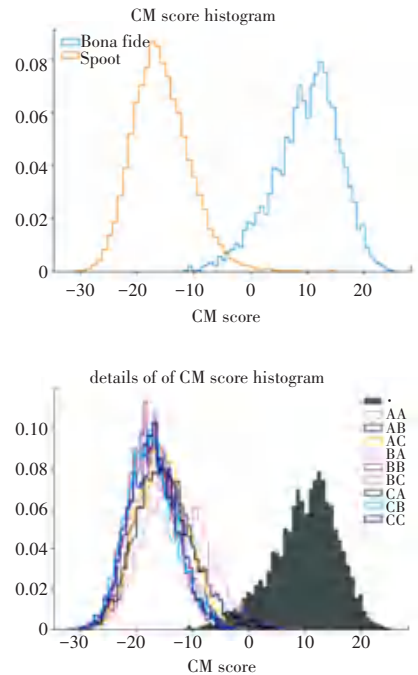 CM score histogram
Bona fide
Spoot
0.08
0.06
0.04
0.02
0
−30 −20 −10 0 10 20
CM score
details of of CM score histogram
0.10
0.08
0.06
0.04
0.02
0
.
AA
AB
AC
BA
BB
BC
CA
CB
CC
−30 −20 −10 0 10 20
CM score